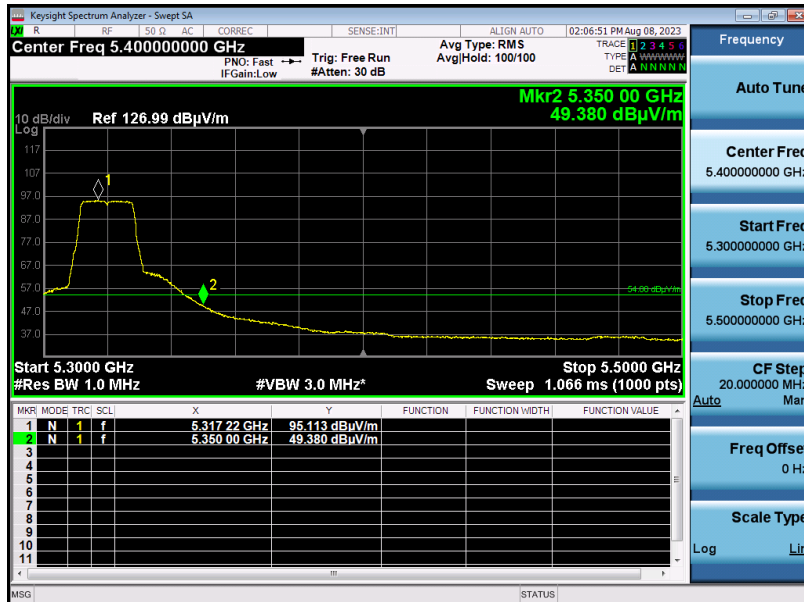 Keysight Spectrum Analyzer - Swept SA
LXI R RF 50 Ω AC CORREC SENSE:INT ALIGN AUTO 02:06:51 PM Aug 08, 2023
Center Freq 5.400000000 GHz
PNO: Fast
IFGain:Low
Trig: Free Run
#Atten: 30 dB
Avg Type: RMS
Avg|Hold: 100/100
TRACE 1 2 3 4 5 6
TYPE A WWWWW
DET A N N N N N
Mkr2 5.350 00 GHz
49.380 dBµV/m
10 dB/div Ref 126.99 dBµV/m
Log
117
107
97.0
87.0
77.0
67.0
57.0
47.0
37.0
1
2
54.00 dBµV/m
Start 5.3000 GHz Stop 5.5000 GHz
#Res BW 1.0 MHz #VBW 3.0 MHz* Sweep 1.066 ms (1000 pts)
MKR MODE TRC SCL X Y FUNCTION FUNCTION WIDTH FUNCTION VALUE
1 N 1 f 5.317 22 GHz 95.113 dBµV/m
2 N 1 f 5.350 00 GHz 49.380 dBµV/m
3
4
5
6
7
8
9
10
11
MSG STATUS
Frequency
Auto Tune
Center Freq
5.400000000 GHz
Start Freq
5.300000000 GHz
Stop Freq
5.500000000 GHz
CF Step
20.000000 MHz
Auto Man
Freq Offset
0 Hz
Scale Type
Log Lin